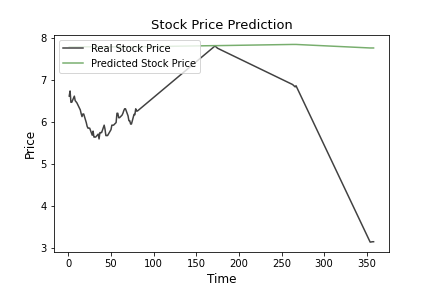 Stock Price Prediction
Real Stock Price
Predicted Stock Price
8
7
6
5
4
3
Price
0 50 100 150 200 250 300 350
Time